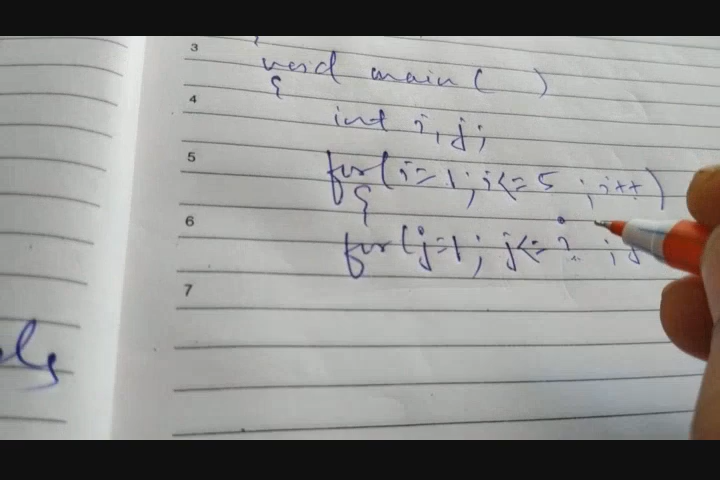 3
void main ( )
{
4
int i, j;
5
for(i=1; i<=5 ; i++)
{
6
for(j=1; j<=? ; j
7